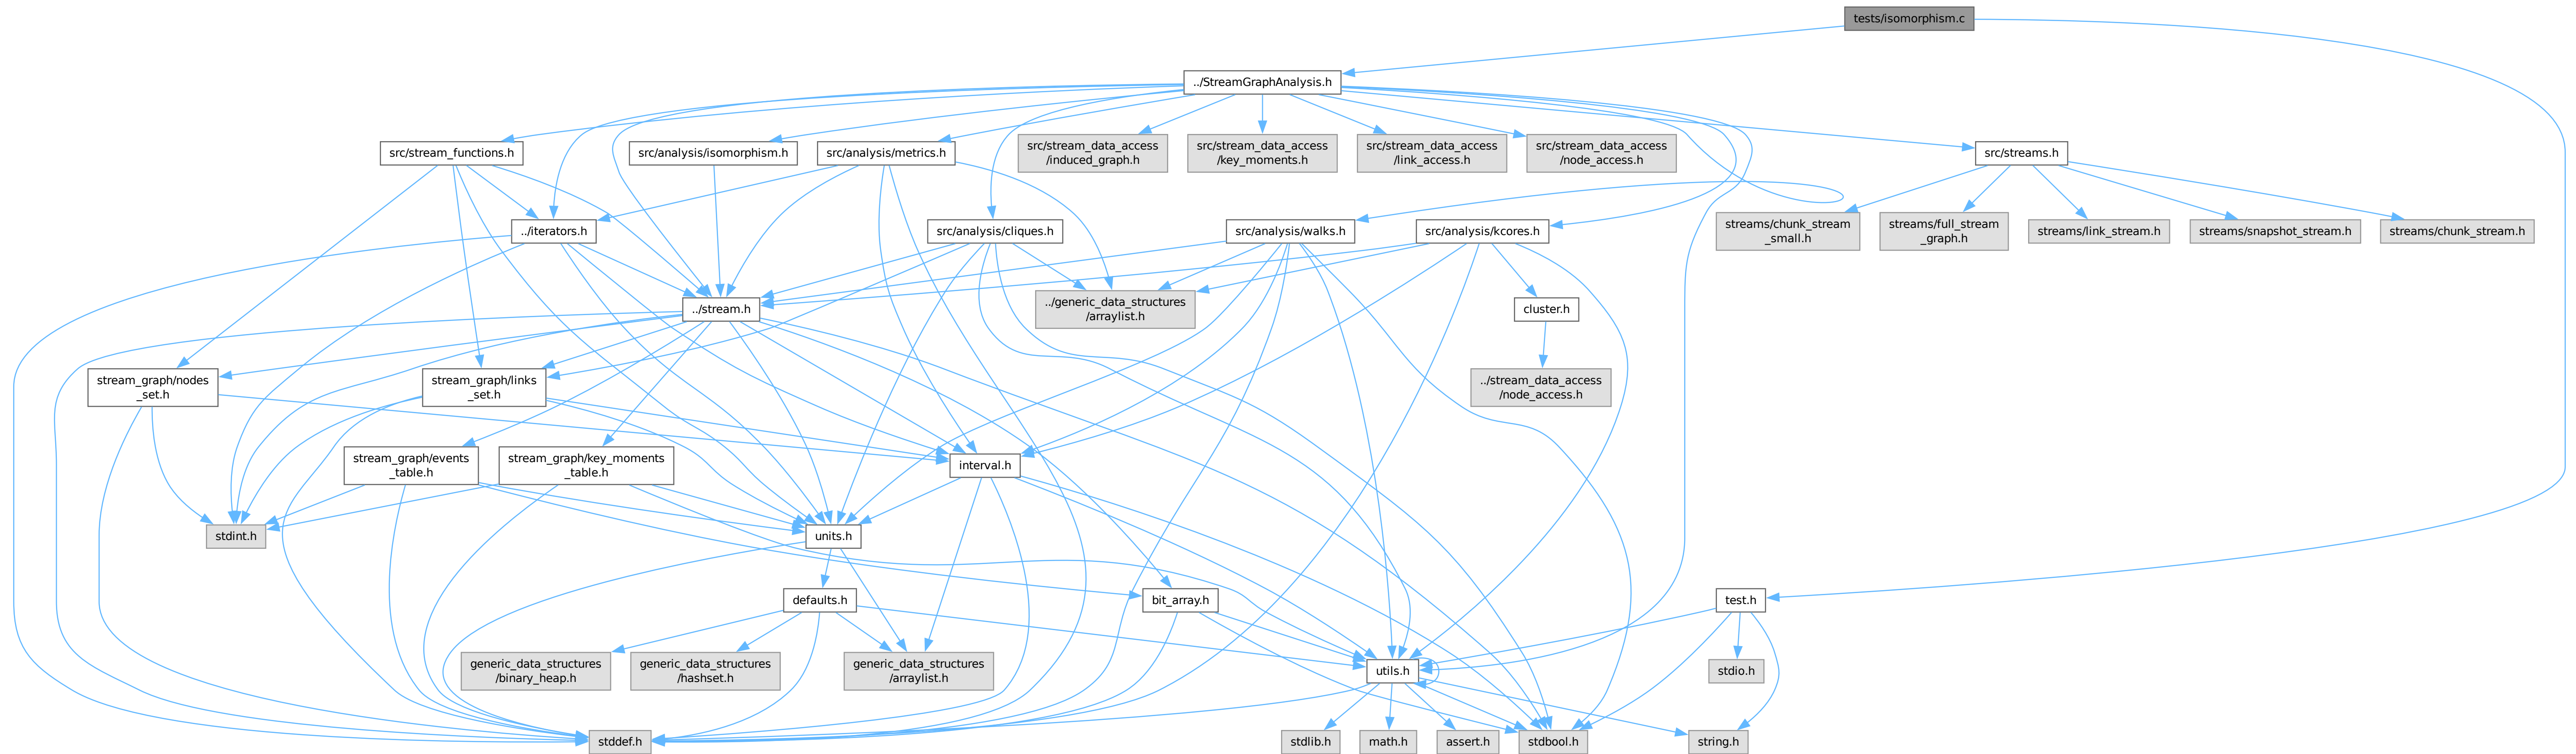 tests/isomorphism.c
../StreamGraphAnalysis.h
src/stream_functions.h
src/analysis/isomorphism.h
src/analysis/metrics.h
src/stream_data_access
/induced_graph.h
src/stream_data_access
/key_moments.h
src/stream_data_access
/link_access.h
src/stream_data_access
/node_access.h
src/streams.h
../iterators.h
src/analysis/cliques.h
src/analysis/walks.h
src/analysis/kcores.h
streams/chunk_stream
_small.h
streams/full_stream
_graph.h
streams/link_stream.h
streams/snapshot_stream.h
streams/chunk_stream.h
../stream.h
../generic_data_structures
/arraylist.h
cluster.h
stream_graph/nodes
_set.h
stream_graph/links
_set.h
../stream_data_access
/node_access.h
stream_graph/events
_table.h
stream_graph/key_moments
_table.h
interval.h
stdint.h
units.h
defaults.h
bit_array.h
test.h
generic_data_structures
/binary_heap.h
generic_data_structures
/hashset.h
generic_data_structures
/arraylist.h
utils.h
stdio.h
stddef.h
stdlib.h
math.h
assert.h
stdbool.h
string.h